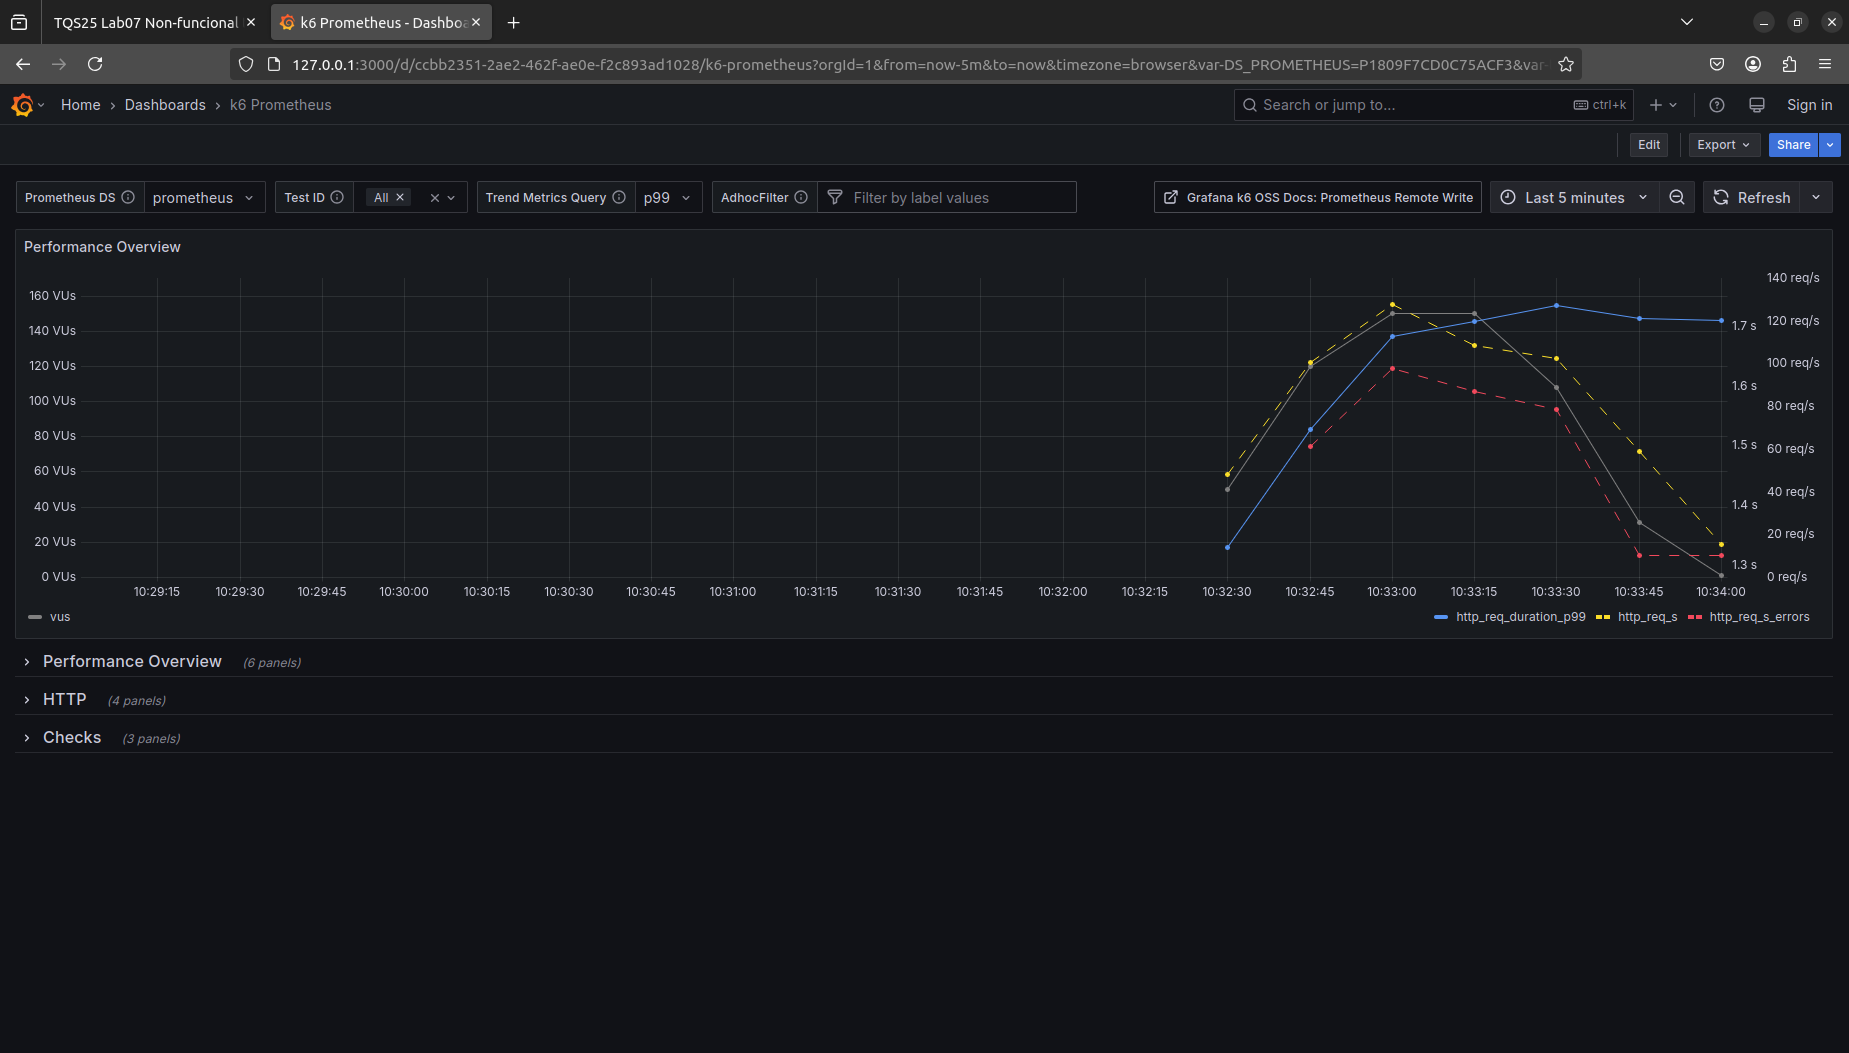 TQS25 Lab07 Non-funcional
k6 Prometheus - Dashboa
127.0.0.1:3000/d/ccbb2351-2ae2-462f-ae0e-f2c893ad1028/k6-prometheus?orgId=1&from=now-5m&to=now&timezone=browser&var-DS_PROMETHEUS=P1809F7CD0C75ACF3&var-
Home › Dashboards › k6 Prometheus
Search or jump to... ctrl+k
Sign in
Edit Export Share
Prometheus DS prometheus Test ID All Trend Metrics Query p99 AdhocFilter Filter by label values Grafana k6 OSS Docs: Prometheus Remote Write Last 5 minutes Refresh
Performance Overview
160 VUs
140 VUs
120 VUs
100 VUs
80 VUs
60 VUs
40 VUs
20 VUs
0 VUs
1.7 s
1.6 s
1.5 s
1.4 s
1.3 s
140 req/s
120 req/s
100 req/s
80 req/s
60 req/s
40 req/s
20 req/s
0 req/s
10:29:15 10:29:30 10:29:45 10:30:00 10:30:15 10:30:30 10:30:45 10:31:00 10:31:15 10:31:30 10:31:45 10:32:00 10:32:15 10:32:30 10:32:45 10:33:00 10:33:15 10:33:30 10:33:45 10:34:00
vus
http_req_duration_p99 http_req_s http_req_s_errors
Performance Overview (6 panels)
HTTP (4 panels)
Checks (3 panels)